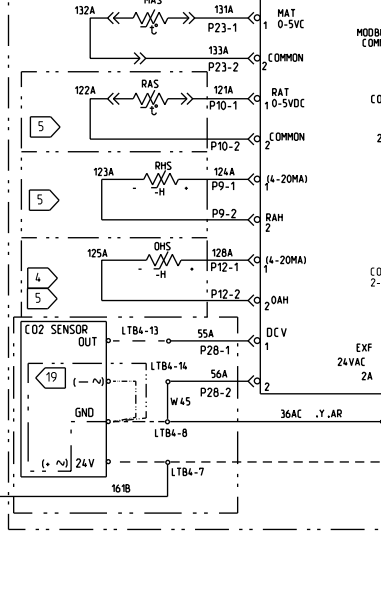 MAS
132A 131A MAT
P23-1 1 0-5VC
t°
MODB
COM
133A
P23-2 2 COMMON
RAS
122A 121A RAT
P10-1 1 0-5VDC
t°
CO
5
P10-2 2 COMMON
2
RHS
123A 124A (4-20MA)
P9-1 1
- -H .
5
P9-2 RAH
2
OHS
125A 128A (4-20MA)
P12-1 1
- -H .
4
CO
2-
5
P12-2 2 OAH
CO2 SENSOR LTB4-13 55A DCV
OUT P28-1 1
EXF
24VAC
2A
LTB4-14
19 (– ~) 56A
P28-2 2
W45
GND LTB4-8 36AC .Y.AR
(+ ~) 24V LTB4-7
161B